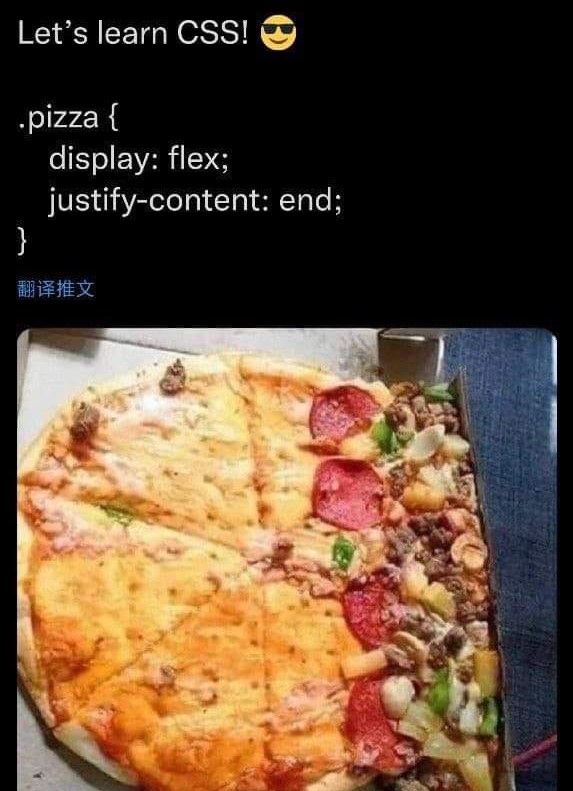 Let’s learn CSS! 😎
.pizza {
display: flex;
justify-content: end;
}
翻译推文